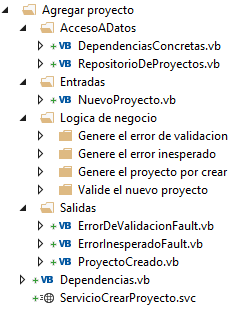 Agregar proyecto
AccesoADatos
VB DependenciasConcretas.vb
VB RepositorioDeProyectos.vb
Entradas
VB NuevoProyecto.vb
Logica de negocio
Genere el error de validacion
Genere el error inesperado
Genere el proyecto por crear
Valide el nuevo proyecto
Salidas
VB ErrorDeValidacionFault.vb
VB ErrorInesperadoFault.vb
VB ProyectoCreado.vb
VB Dependencias.vb
ServicioCrearProyecto.svc